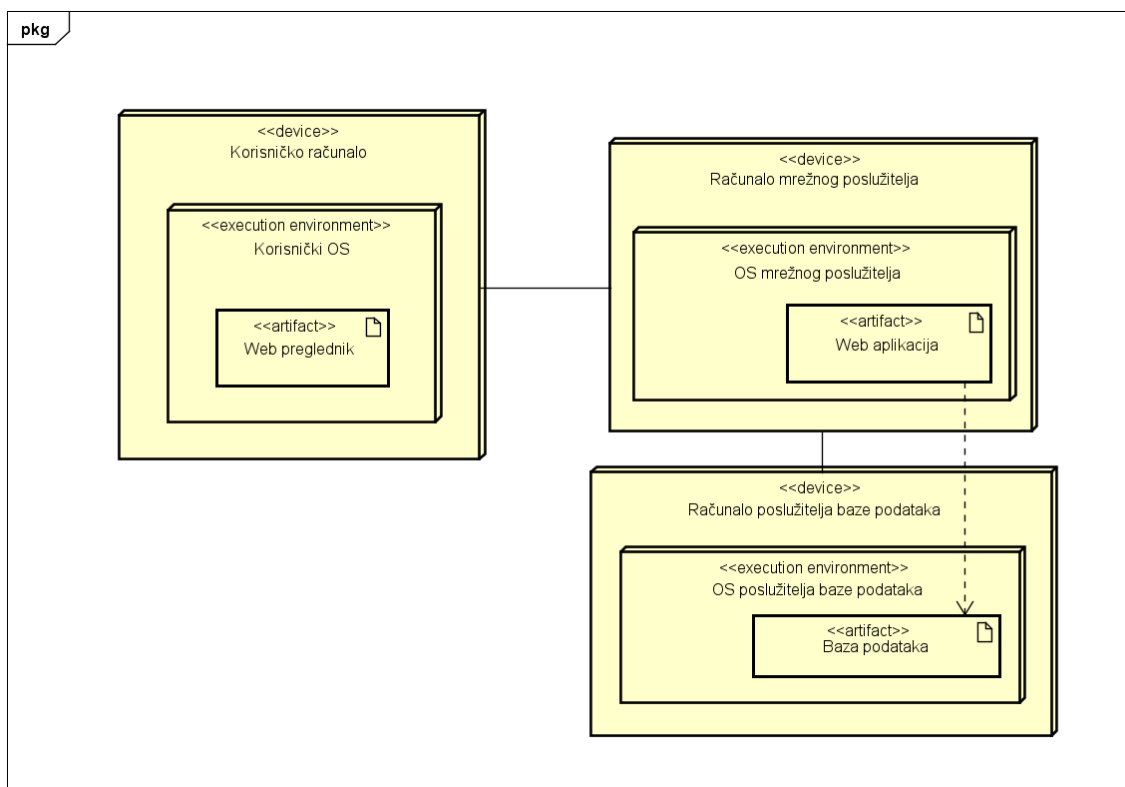 pkg
<<device>>
Korisničko računalo
<<execution environment>>
Korisnički OS
<<artifact>>
Web preglednik
<<device>>
Računalo mrežnog poslužitelja
<<execution environment>>
OS mrežnog poslužitelja
<<artifact>>
Web aplikacija
<<device>>
Računalo poslužitelja baze podataka
<<execution environment>>
OS poslužitelja baze podataka
<<artifact>>
Baza podataka